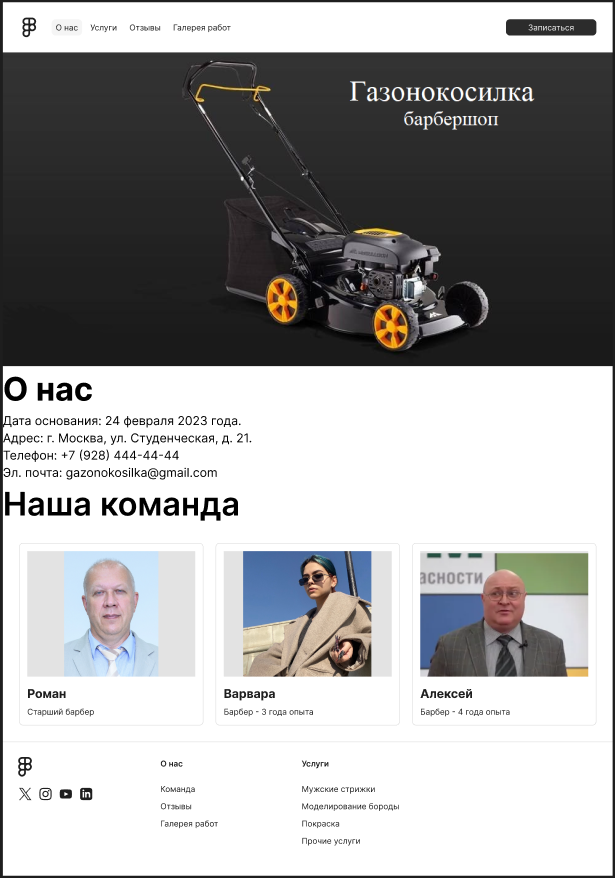 О нас Услуги Отзывы Галерея работ Записаться
Газонокосилка
барбершоп
О нас
Дата основания: 24 февраля 2023 года.
Адрес: г. Москва, ул. Студенческая, д. 21.
Телефон: +7 (928) 444-44-44
Эл. почта: gazonokosilka@gmail.com
Наша команда
АСНОСТИ
Роман
Старший барбер
Варвара
Барбер - 3 года опыта
Алексей
Барбер - 4 года опыта
О нас
Команда
Отзывы
Галерея работ
Услуги
Мужские стрижки
Моделирование бороды
Покраска
Прочие услуги